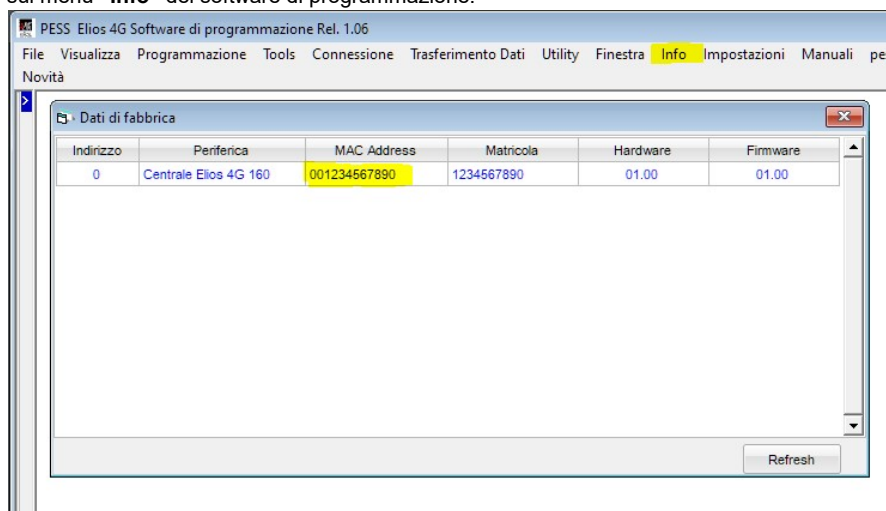 sul menu "Info" del software di programmazione.
PESS Elios 4G Software di programmazione Rel. 1.06
File Visualizza Programmazione Tools Connessione Trasferimento Dati Utility Finestra Info Impostazioni Manuali pe
Novità
Dati di fabbrica
Indirizzo Periferica MAC Address Matricola Hardware Firmware
0 Centrale Elios 4G 160 001234567890 1234567890 01.00 01.00
Refresh